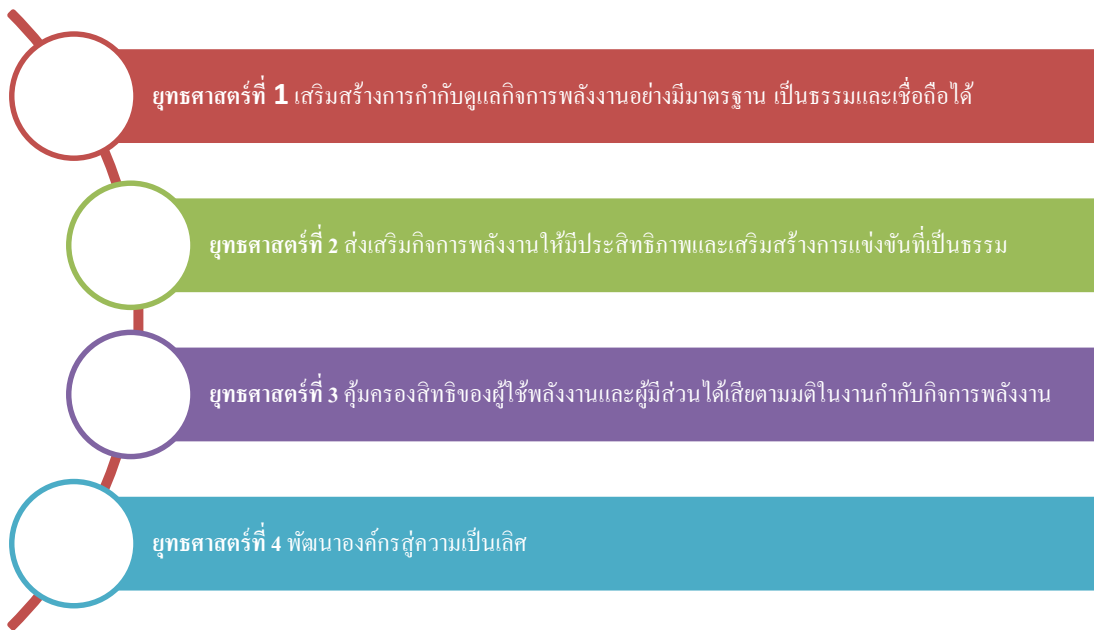 ยุทธศาสตร์ที่ 1 เสริมสร้างการกำกับดูแลกิจการพลังงานอย่างมีมาตรฐาน เป็นธรรมและเชื่อถือได้
ยุทธศาสตร์ที่ 2 ส่งเสริมกิจการพลังงานให้มีประสิทธิภาพและเสริมสร้างการแข่งขันที่เป็นธรรม
ยุทธศาสตร์ที่ 3 คุ้มครองสิทธิของผู้ใช้พลังงานและผู้มีส่วนได้เสียตามมติในงานกำกับกิจการพลังงาน
ยุทธศาสตร์ที่ 4 พัฒนาองค์กรสู่ความเป็นเลิศ